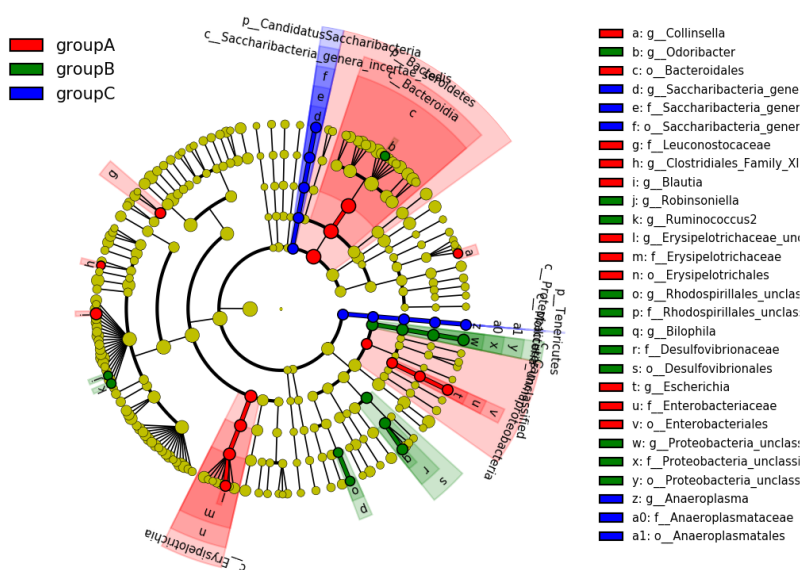 groupA
groupB
groupC
p__CandidatusSaccharibacteria
c__Saccharibacteria_genera_incertae_sedis
p__Bacteroidetes
c__Bacteroidia
f
e
d
c
b
a
g
h
i
j
k
l
m
n
c__Erysipelotrichia
o
p
q
r
s
t
u
v
w
x
y
z
a0
a1
p__Tenericutes
a: g__Collinsella
b: g__Odoribacter
c: o__Bacteroidales
d: g__Saccharibacteria_gene
e: f__Saccharibacteria_gener
f: o__Saccharibacteria_gener
g: f__Leuconostocaceae
h: g__Clostridiales_Family_XI
i: g__Blautia
j: g__Robinsoniella
k: g__Ruminococcus2
l: g__Erysipelotrichaceae_un
m: f__Erysipelotrichaceae
n: o__Erysipelotrichales
o: g__Rhodospirillales_unclas
p: f__Rhodospirillales_unclas
q: g__Bilophila
r: f__Desulfovibrionaceae
s: o__Desulfovibrionales
t: g__Escherichia
u: f__Enterobacteriaceae
v: o__Enterobacteriales
w: g__Proteobacteria_unclass
x: f__Proteobacteria_unclassi
y: o__Proteobacteria_unclass
z: g__Anaeroplasma
a0: f__Anaeroplasmataceae
a1: o__Anaeroplasmatales